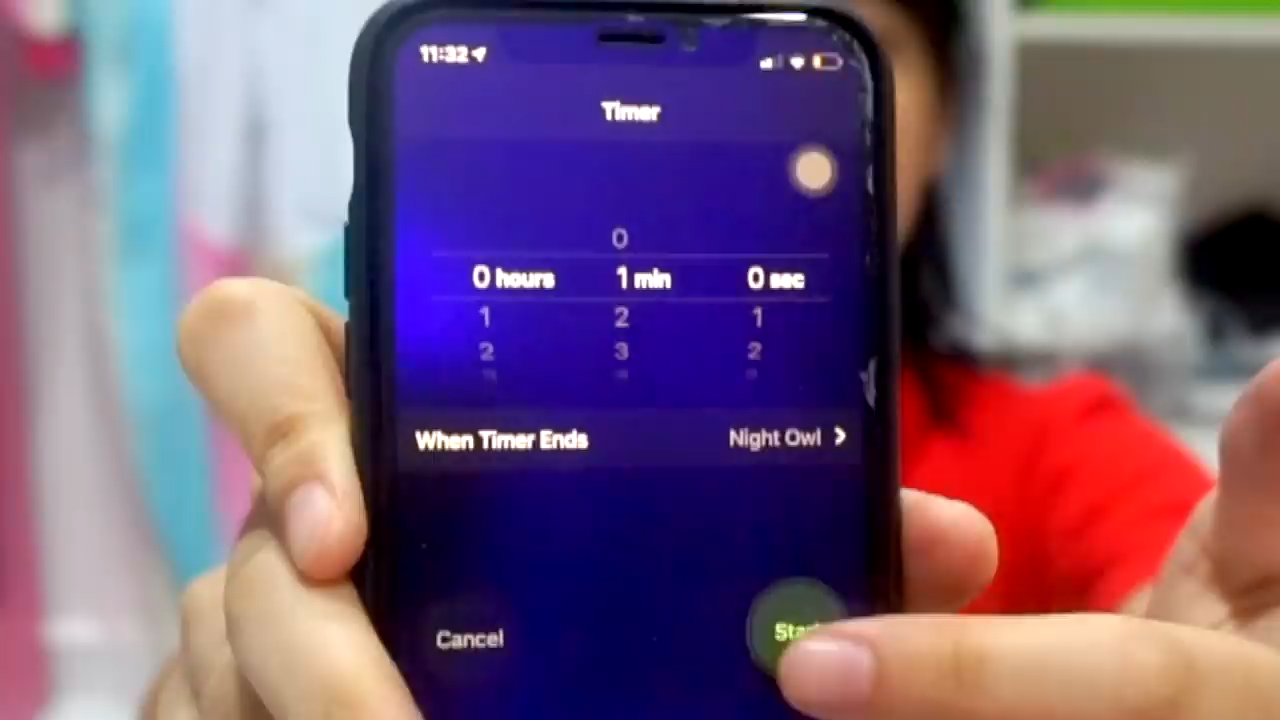 11:32
Timer
0
0 hours 1 min 0 sec
1 2 1
2 3 2
When Timer Ends Night Owl
Cancel